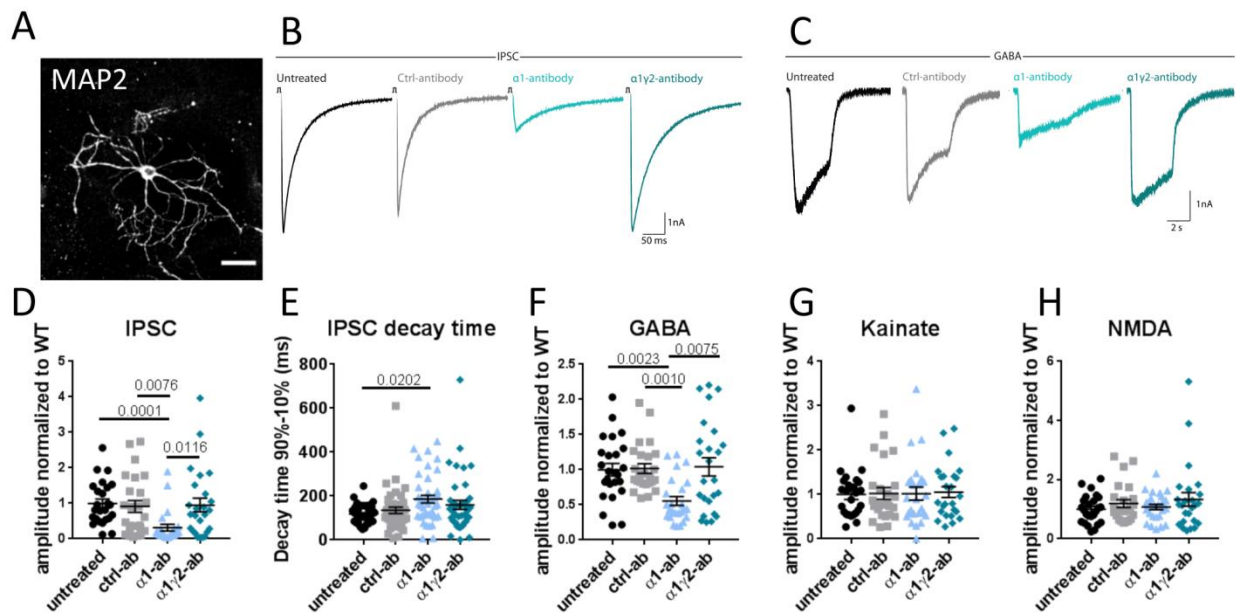 A
MAP2
B
IPSC
Untreated
Ctrl-antibody
α1-antibody
α1γ2-antibody
1nA
50 ms
C
GABA
Untreated
Ctrl-antibody
α1-antibody
α1γ2-antibody
1nA
2 s
D
IPSC
amplitude normalized to WT
5
4
3
2
1
0
0.0076
0.0001
0.0116
untreated
ctrl-ab
α1-ab
α1γ2-ab
E
IPSC decay time
Decay time 90%-10% (ms)
800
600
400
200
0
0.0202
untreated
ctrl-ab
α1-ab
α1γ2-ab
F
GABA
amplitude normalized to WT
2.5
2.0
1.5
1.0
0.5
0.0
0.0075
0.0023
0.0010
untreated
ctrl-ab
α1-ab
α1γ2-ab
G
Kainate
amplitude normalized to WT
4
3
2
1
0
untreated
ctrl-ab
α1-ab
α1γ2-ab
H
NMDA
amplitude normalized to WT
6
4
2
0
untreated
ctrl-ab
α1-ab
α1γ2-ab